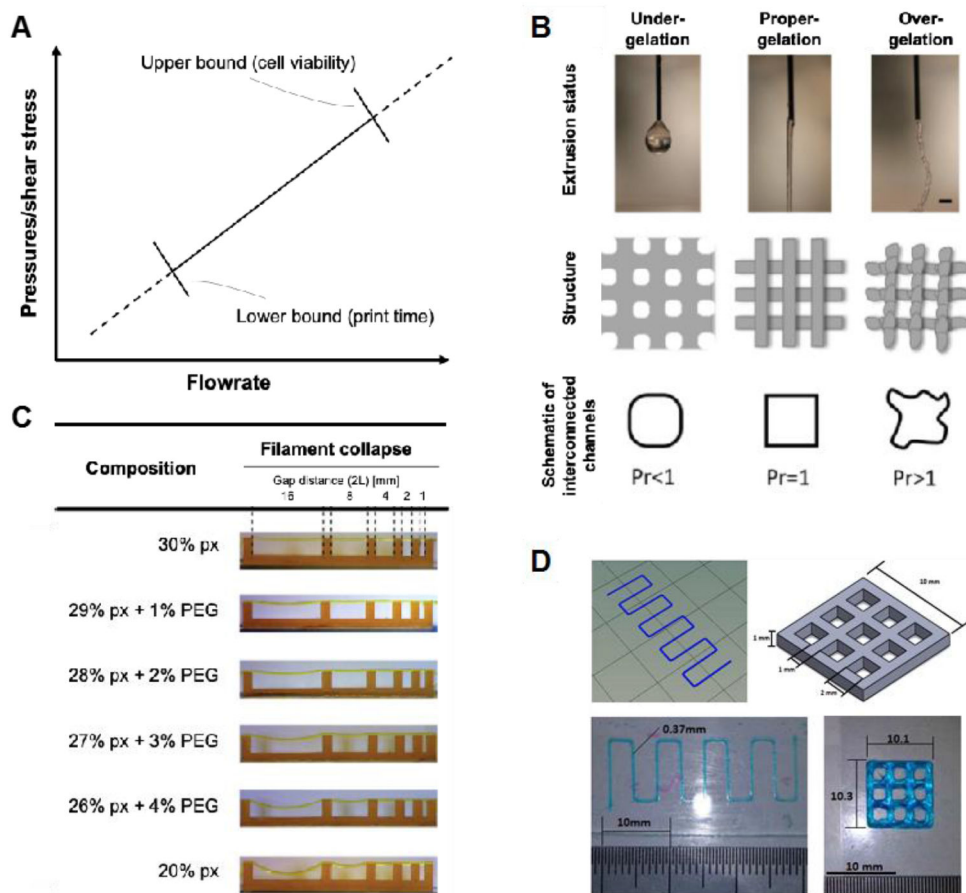 A
Pressures/shear stress
Upper bound (cell viability)
Lower bound (print time)
Flowrate
B
Under-
gelation
Proper-
gelation
Over-
gelation
Extrusion status
Structure
Schematic of
interconnected
channels
Pr<1
Pr=1
Pr>1
C
Composition
Filament collapse
Gap distance (2L) [mm]
16 8 4 2 1
30% px
29% px + 1% PEG
28% px + 2% PEG
27% px + 3% PEG
26% px + 4% PEG
20% px
D
10 mm
1 mm
1 mm
2 mm
0.37mm
10mm
10.1
10.3
10 mm